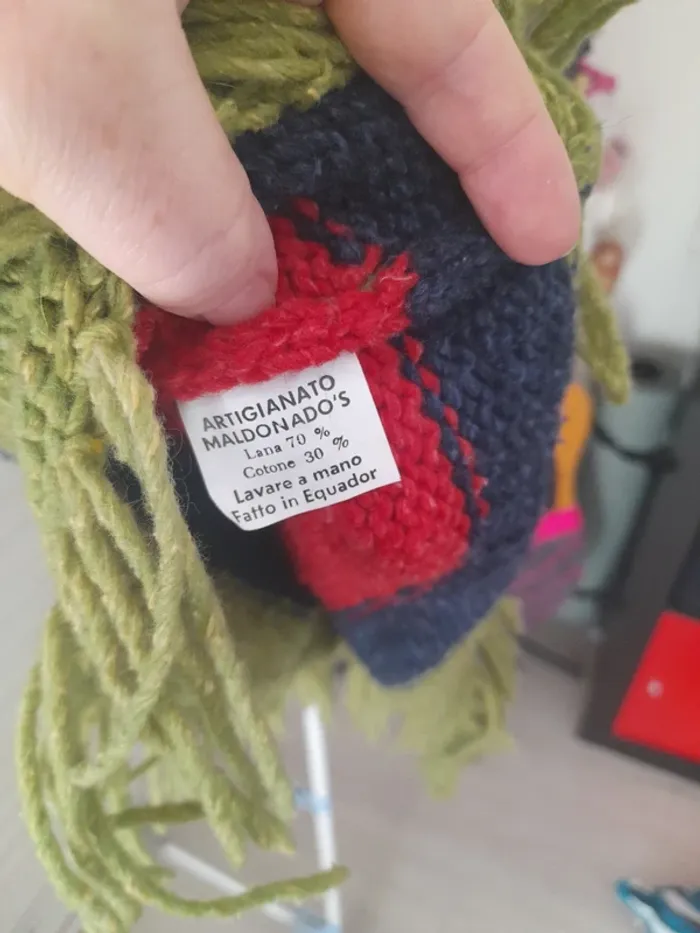 ARTIGIANATO
MALDONADO'S
Lana 70 %
Cotone 30 %
Lavare a mano
Fatto in Equador